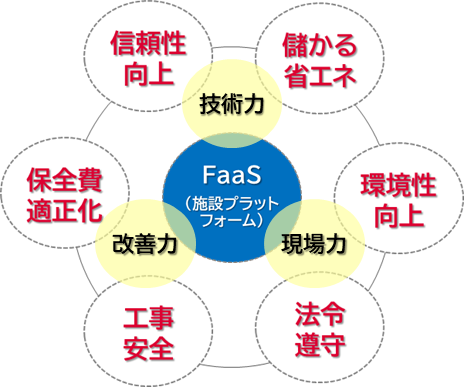 信頼性
向上
儲かる
省エネ
技術力
FaaS
（施設プラット
フォーム）
保全費
適正化
環境性
向上
改善力
現場力
工事
安全
法令
遵守